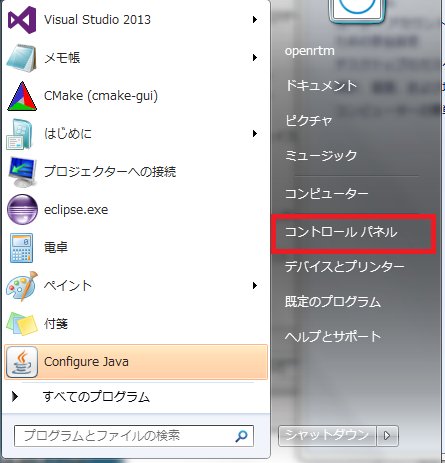 Visual Studio 2013
メモ帳
CMake (cmake-gui)
はじめに
プロジェクターへの接続
eclipse.exe
電卓
ペイント
付箋
Configure Java
すべてのプログラム
プログラムとファイルの検索
openrtm
ドキュメント
ピクチャ
ミュージック
コンピューター
コントロール パネル
デバイスとプリンター
既定のプログラム
ヘルプとサポート
シャットダウン